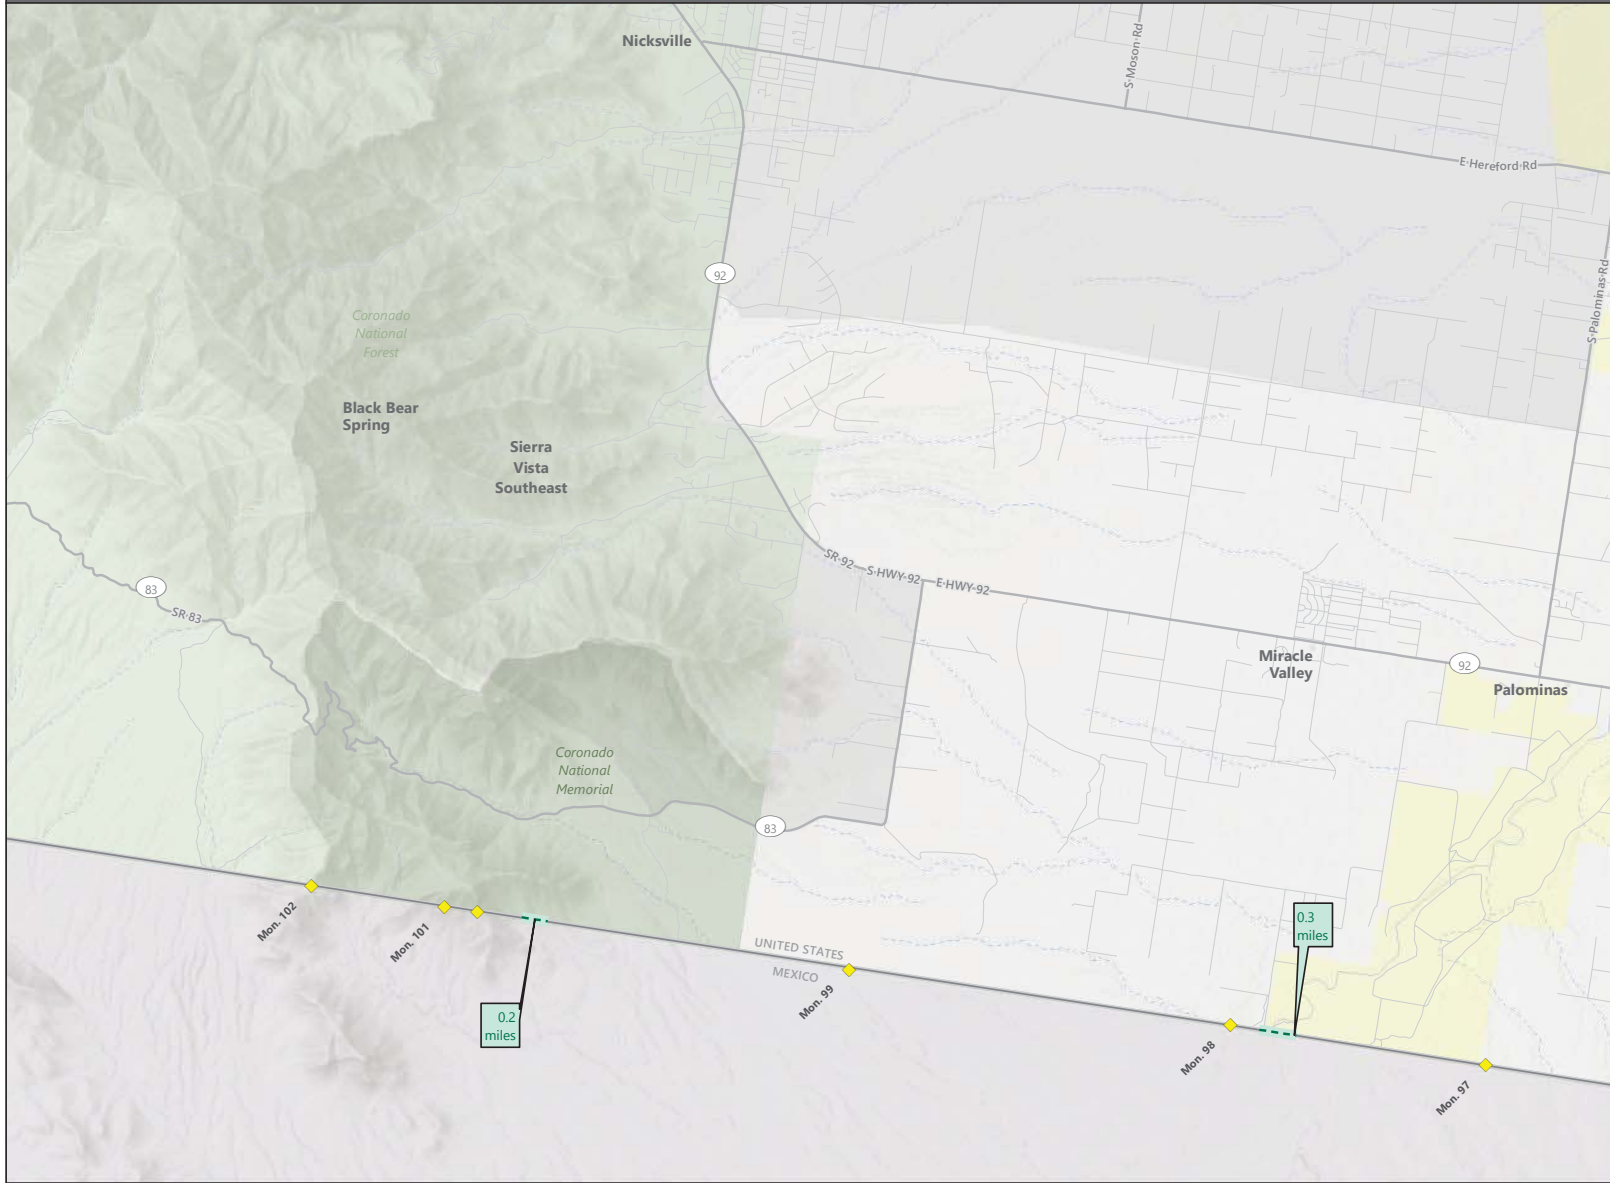 Nicksville
S Moson Rd
E Hereford Rd
S Palominas Rd
92
Coronado
National
Forest
Black Bear
Spring
Sierra
Vista
Southeast
83
SR 83
SR 92
S HWY 92
E HWY 92
Miracle
Valley
92
Palominas
Coronado
National
Memorial
83
Mon. 102
Mon. 101
0.2
miles
UNITED STATES
MEXICO
Mon. 99
0.3
miles
Mon. 98
Mon. 97